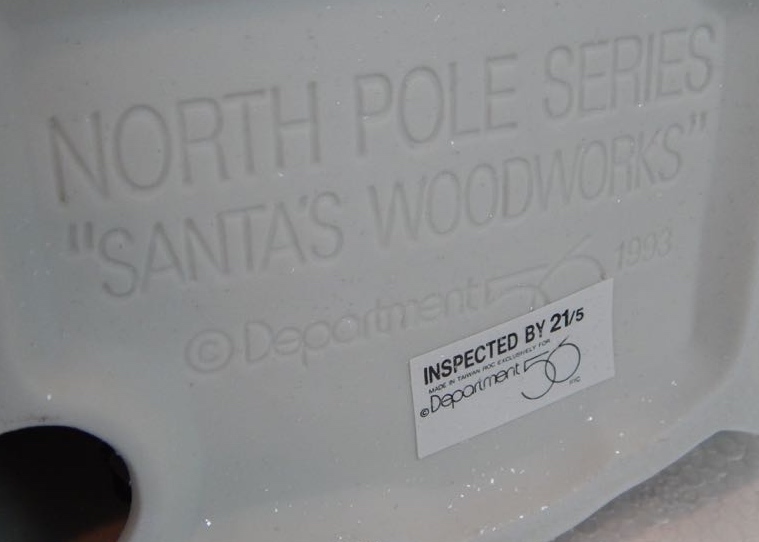 NORTH POLE SERIES
"SANTA'S WOODWORKS"
©Department 56 1993
INSPECTED BY 21/5
MADE IN TAIWAN ROC EXCLUSIVELY FOR
©Department 56